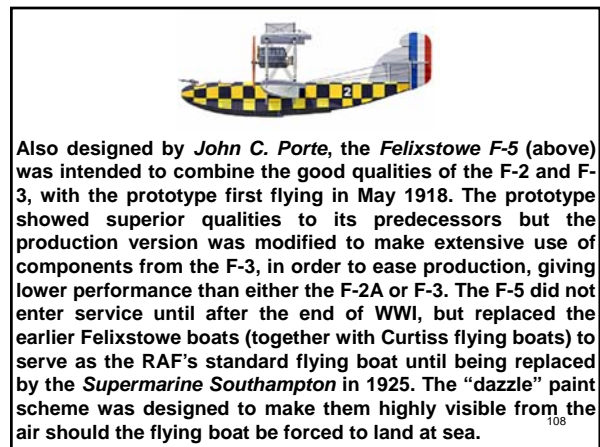 2
Also designed by John C. Porte, the Felixstowe F-5 (above)
was intended to combine the good qualities of the F-2 and F-
3, with the prototype first flying in May 1918. The prototype
showed superior qualities to its predecessors but the
production version was modified to make extensive use of
components from the F-3, in order to ease production, giving
lower performance than either the F-2A or F-3. The F-5 did not
enter service until after the end of WWI, but replaced the
earlier Felixstowe boats (together with Curtiss flying boats) to
serve as the RAF’s standard flying boat until being replaced
by the Supermarine Southampton in 1925. The “dazzle” paint
scheme was designed to make them highly visible from the
air should the flying boat be forced to land at sea.
108